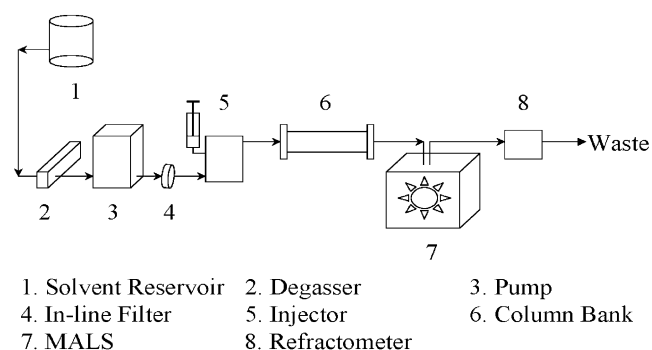 1
5
6
8
Waste
2
3
4
7
1. Solvent Reservoir 2. Degasser 3. Pump
4. In-line Filter 5. Injector 6. Column Bank
7. MALS 8. Refractometer